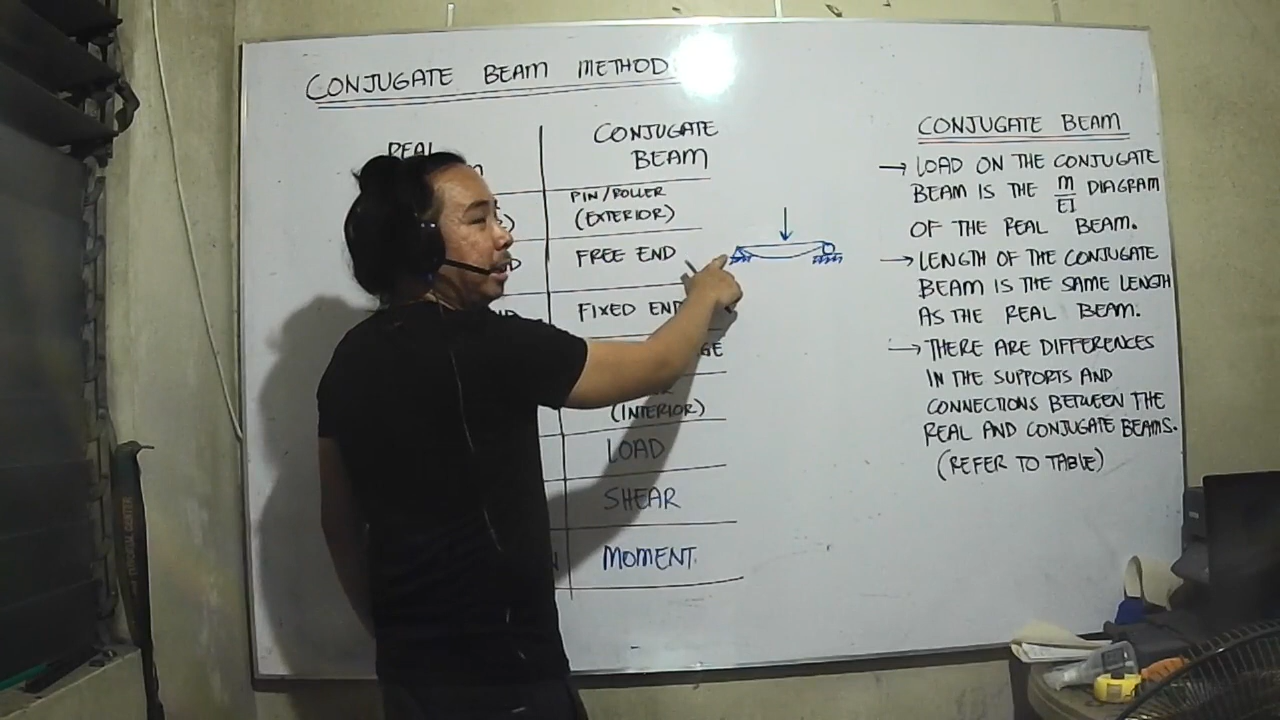 CONJUGATE BEAM METHOD
REAL
CONJUGATE
BEAM
PIN/ROLLER
(EXTERIOR)
FREE END
FIXED END
(INTERIOR)
LOAD
SHEAR
MOMENT
CONJUGATE BEAM
→ LOAD ON THE CONJUGATE
BEAM IS THE M/EI DIAGRAM
OF THE REAL BEAM.
→ LENGTH OF THE CONJUGATE
BEAM IS THE SAME LENGTH
AS THE REAL BEAM.
→ THERE ARE DIFFERENCES
IN THE SUPPORTS AND
CONNECTIONS BETWEEN THE
REAL AND CONJUGATE BEAMS.
(REFER TO TABLE)